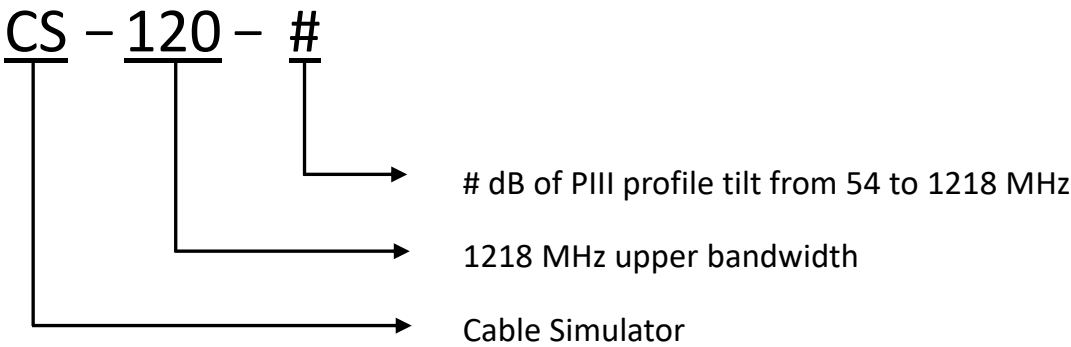 CS – 120 – #
# dB of PIII profile tilt from 54 to 1218 MHz
1218 MHz upper bandwidth
Cable Simulator